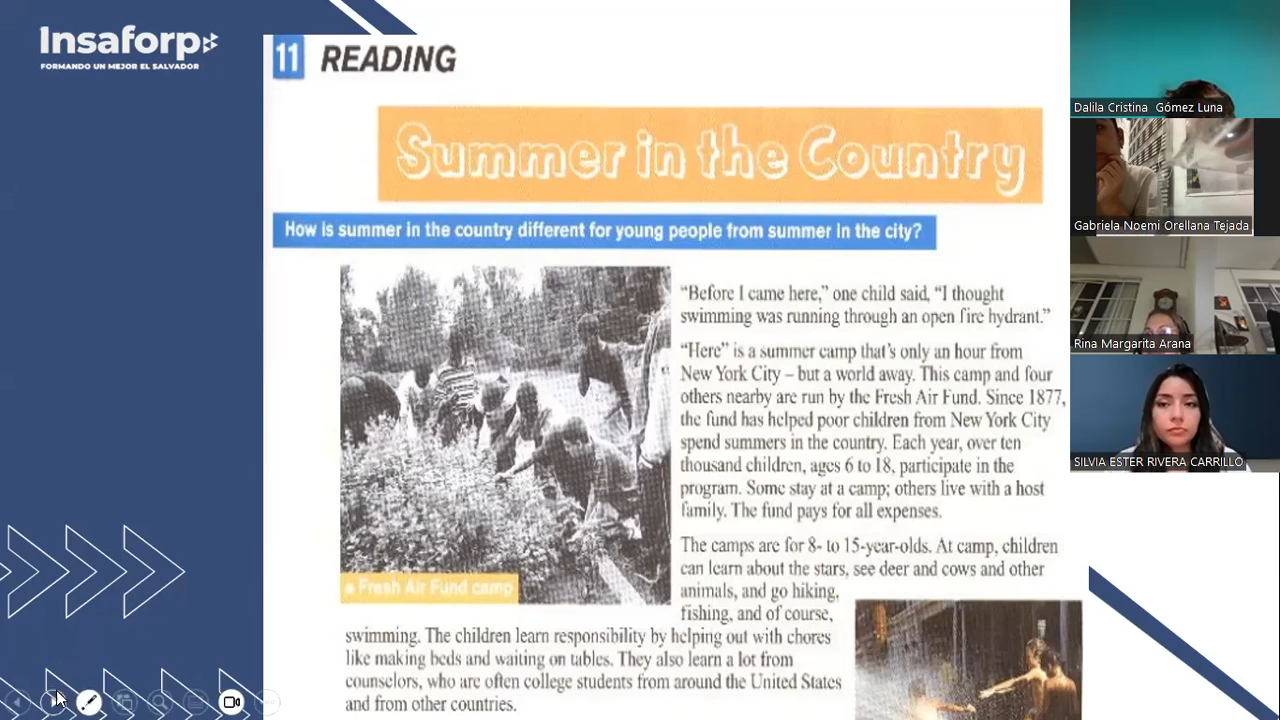 Insaforp
FORMANDO UN MEJOR EL SALVADOR
11 READING
Summer in the Country
How is summer in the country different for young people from summer in the city?
“Before I came here,” one child said, “I thought
swimming was running through an open fire hydrant.”
“Here” is a summer camp that’s only an hour from
New York City – but a world away. This camp and four
others nearby are run by the Fresh Air Fund. Since 1877,
the fund has helped poor children from New York City
spend summers in the country. Each year, over ten
thousand children, ages 6 to 18, participate in the
program. Some stay at a camp; others live with a host
family. The fund pays for all expenses.
The camps are for 8- to 15-year-olds. At camp, children
can learn about the stars, see deer and cows and other
animals, and go hiking,
fishing, and of course,
swimming. The children learn responsibility by helping out with chores
like making beds and waiting on tables. They also learn a lot from
counselors, who are often college students from around the United States
and from other countries.
a Fresh Air Fund camp
Dalila Cristina Gómez Luna
Gabriela Noemi Orellana Tejada
Rina Margarita Arana
SILVIA ESTER RIVERA CARRILLO